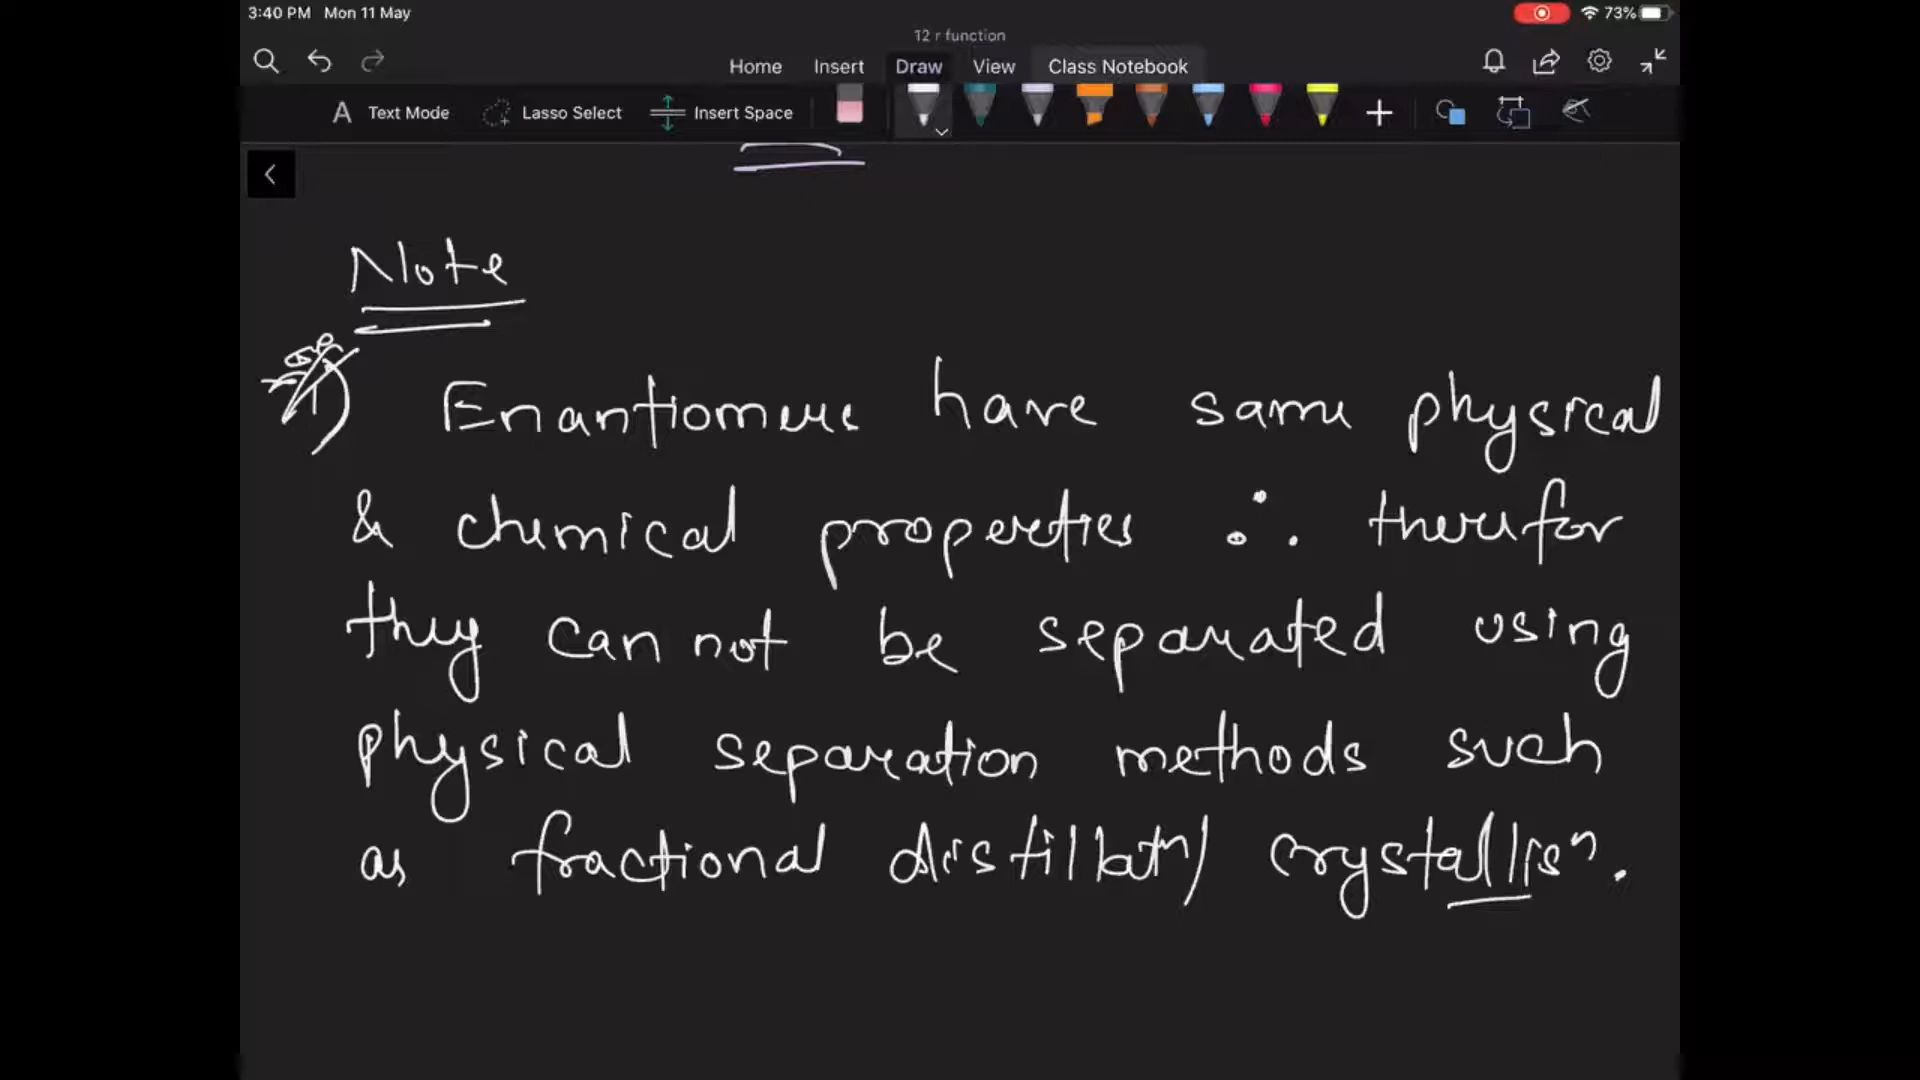 3:40 PM Mon 11 May
73%
12 r function
Home Insert Draw View Class Notebook
A Text Mode Lasso Select Insert Space
Note
1) Enantiomers have same physical
& chemical properties ∴ therefor
they can not be separated using
physical separation methods such
as fractional distillatn/ crystallisn.